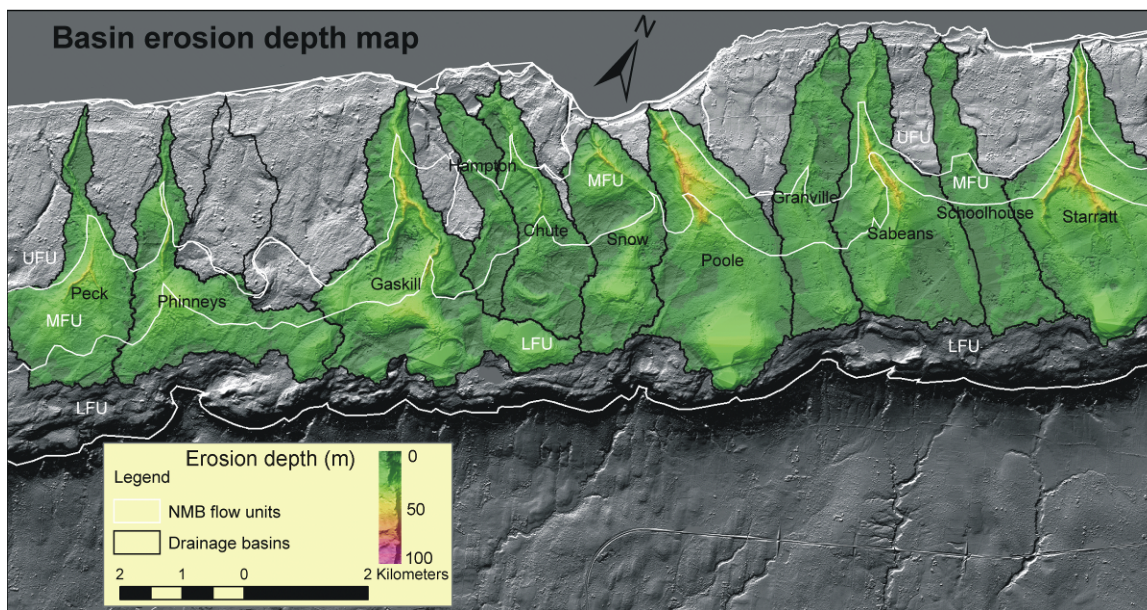 Basin erosion depth map
N
Hampton
UFU
MFU
MFU
Granville
Schoolhouse
Starratt
Chute
Snow
Sabeans
UFU
Poole
Gaskill
Peck
Phinneys
MFU
LFU
LFU
LFU
Erosion depth (m)
Legend
0
NMB flow units
50
Drainage basins
100
2 1 0 2 Kilometers